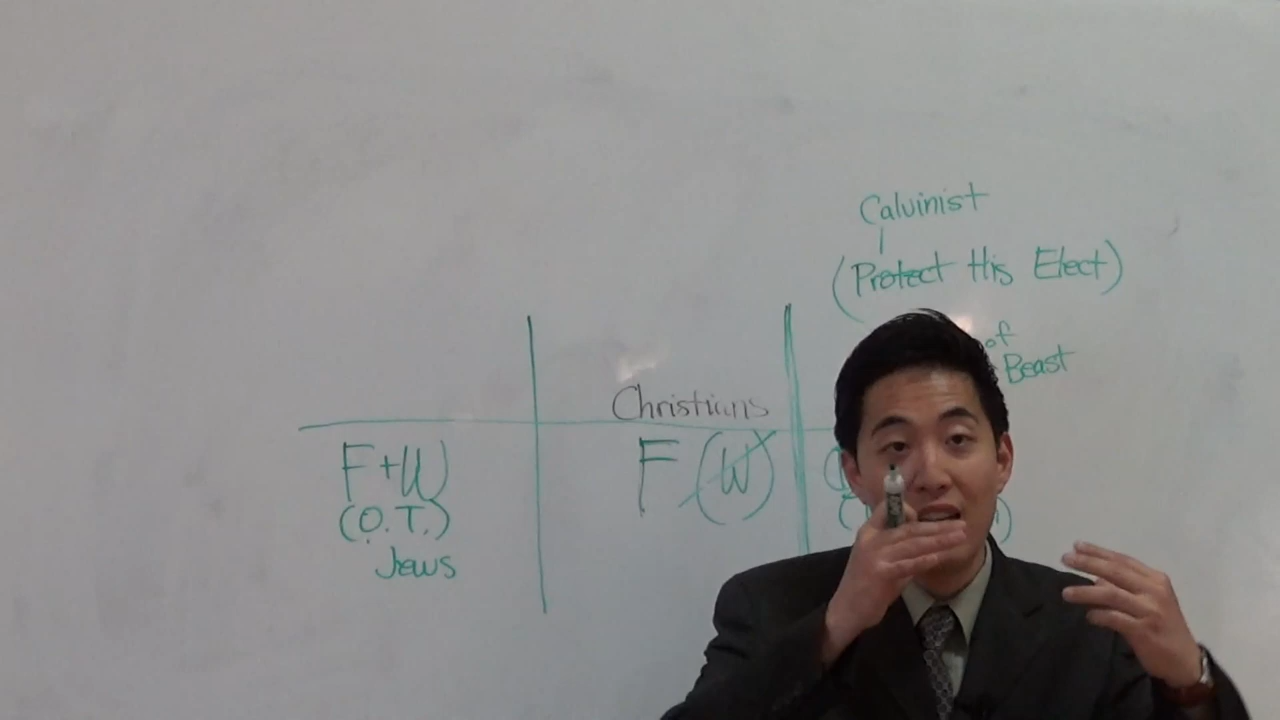 Calvinist
(Protect His Elect)
of
Beast
Christians
F+W
(O.T.)
Jews
F (W)